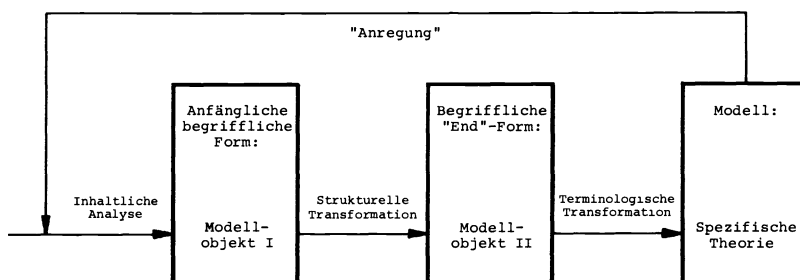 "Anregung"
Anfängliche
begriffliche
Form:
Begriffliche
"End"-Form:
Modell:
Inhaltliche
Analyse
Strukturelle
Transformation
Terminologische
Transformation
Modell-
objekt I
Modell-
objekt II
Spezifische
Theorie